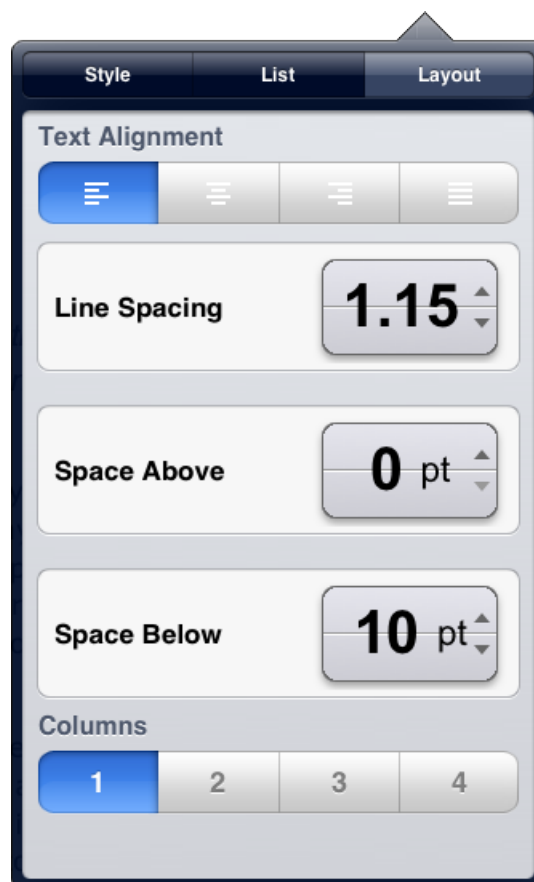 Style List Layout
Text Alignment
Line Spacing 1.15
Space Above 0 pt
Space Below 10 pt
Columns
1 2 3 4